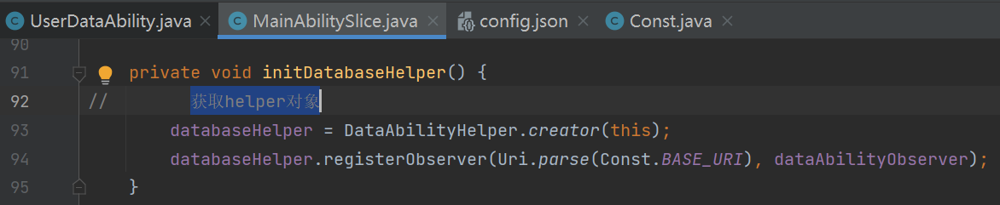 UserDataAbility.java × MainAbilitySlice.java × config.json × Const.java ×
90
91 private void initDatabaseHelper() {
92 // 获取helper对象
93 databaseHelper = DataAbilityHelper.creator(this);
94 databaseHelper.registerObserver(Uri.parse(Const.BASE_URI), dataAbilityObserver);
95 }